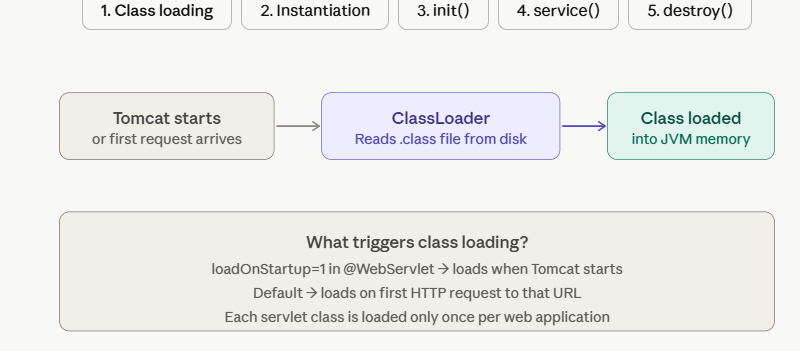 1. Class loading
2. Instantiation
3. init()
4. service()
5. destroy()
Tomcat starts
or first request arrives
ClassLoader
Reads .class file from disk
Class loaded
into JVM memory
What triggers class loading?
loadOnStartup=1 in @WebServlet → loads when Tomcat starts
Default → loads on first HTTP request to that URL
Each servlet class is loaded only once per web application